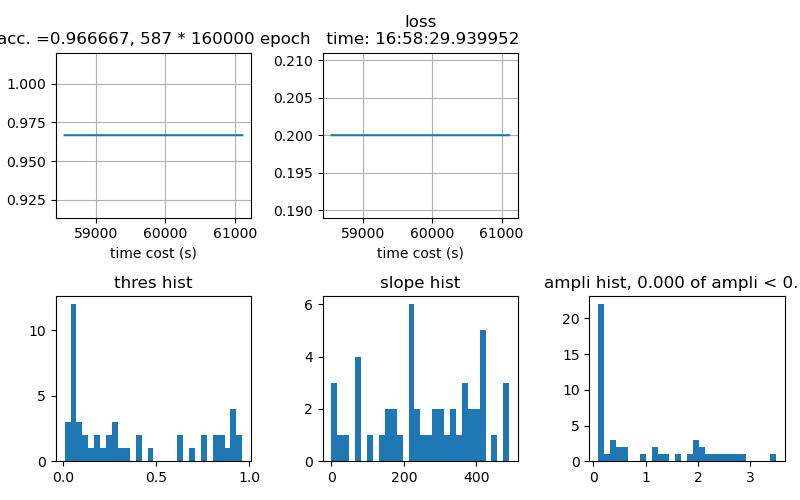 loss
acc. =0.966667, 587 * 160000 epoch time: 16:58:29.939952
1.000
0.975
0.950
0.925
59000 60000 61000
time cost (s)
0.210
0.205
0.200
0.195
0.190
59000 60000 61000
time cost (s)
thres hist
10
5
0
0.0 0.5 1.0
slope hist
6
4
2
0
0 200 400
ampli hist, 0.000 of ampli < 0.
20
15
10
5
0
0 1 2 3